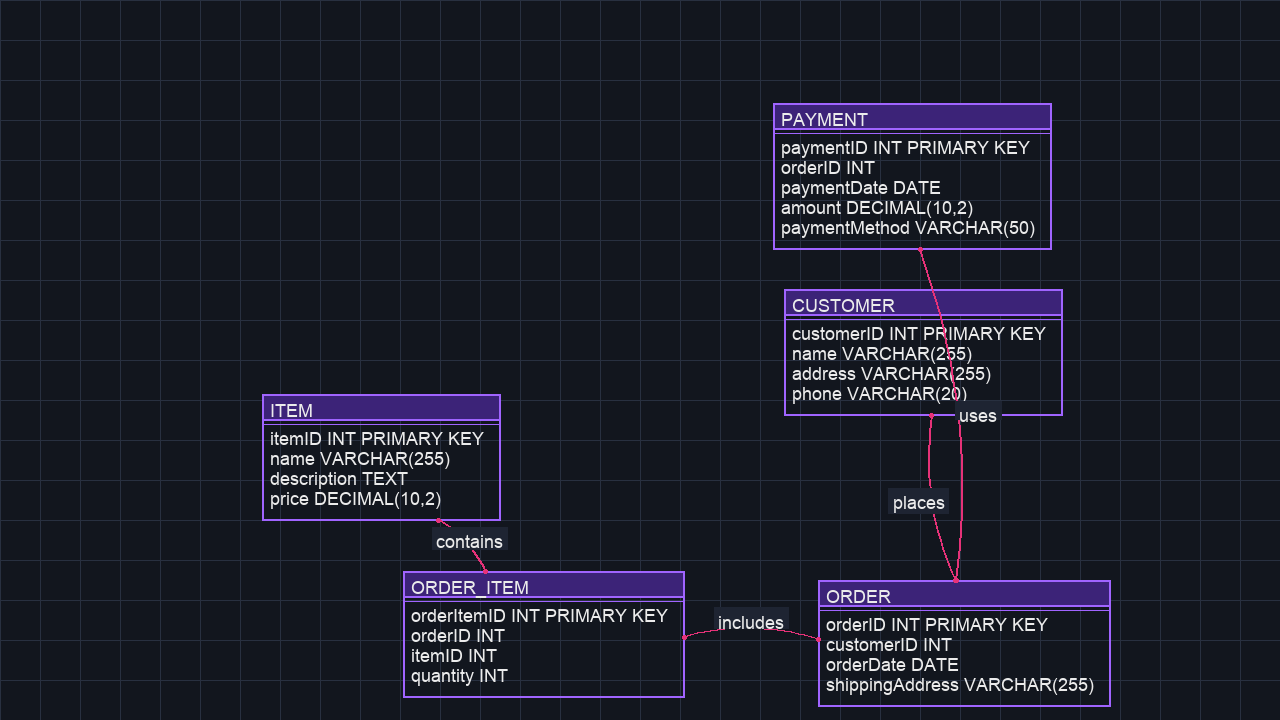 PAYMENT
paymentID INT PRIMARY KEY
orderID INT
paymentDate DATE
amount DECIMAL(10,2)
paymentMethod VARCHAR(50)
CUSTOMER
customerID INT PRIMARY KEY
name VARCHAR(255)
address VARCHAR(255)
phone VARCHAR(20)
uses
places
ITEM
itemID INT PRIMARY KEY
name VARCHAR(255)
description TEXT
price DECIMAL(10,2)
contains
ORDER_ITEM
orderItemID INT PRIMARY KEY
orderID INT
itemID INT
quantity INT
includes
ORDER
orderID INT PRIMARY KEY
customerID INT
orderDate DATE
shippingAddress VARCHAR(255)